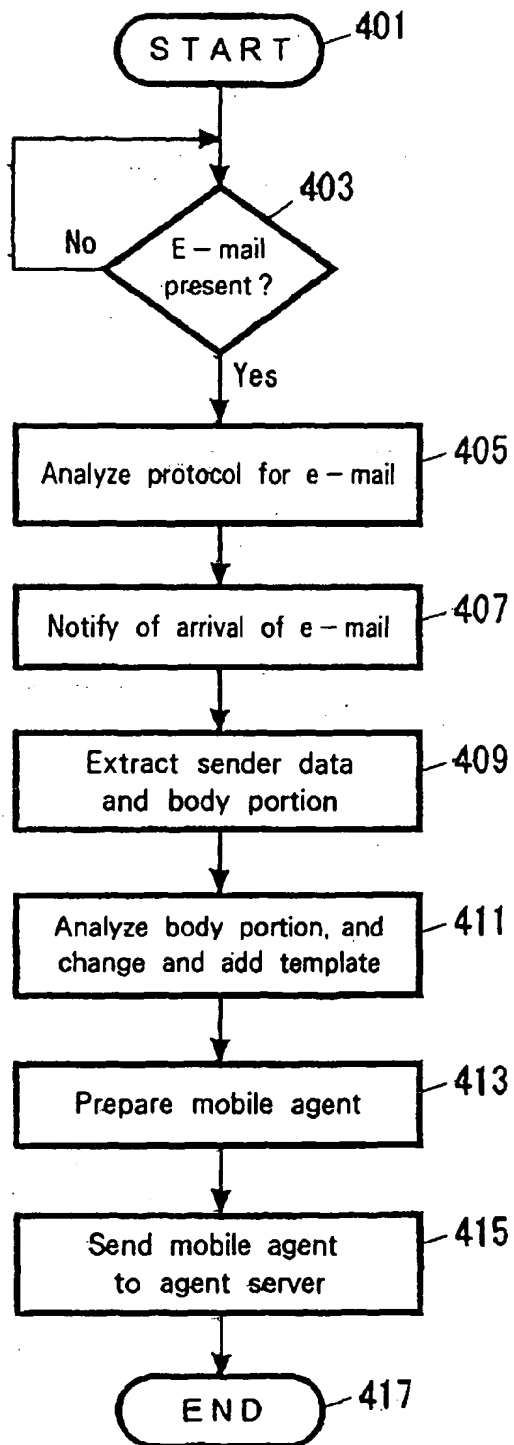 START
401
403
No
E-mail
present?
Yes
Analyze protocol for e-mail
405
Notify of arrival of e-mail
407
Extract sender data
and body portion
409
Analyze body portion, and
change and add template
411
Prepare mobile agent
413
Send mobile agent
to agent server
415
END
417